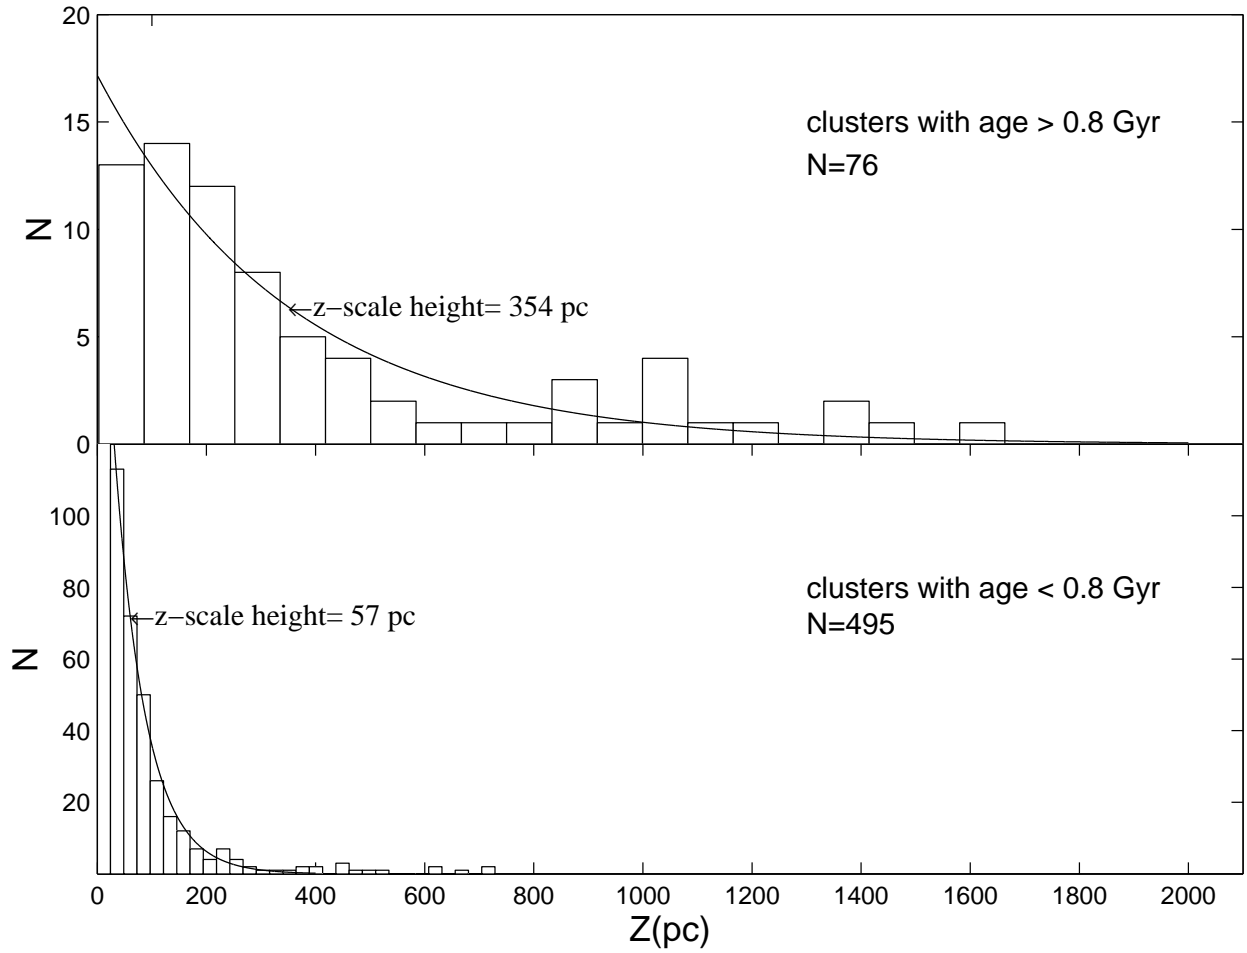 20
15
10
5
0
N
clusters with age > 0.8 Gyr
N=76
z-scale height= 354 pc
100
80
60
40
20
N
clusters with age < 0.8 Gyr
N=495
z-scale height= 57 pc
0 200 400 600 800 1000 1200 1400 1600 1800 2000
Z(pc)